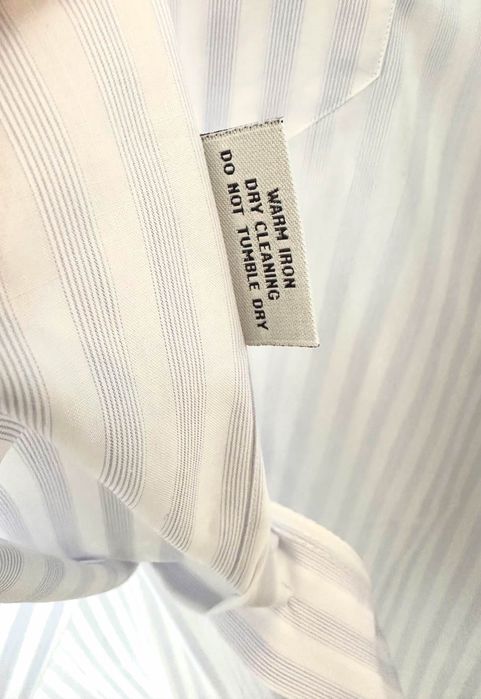 WARM IRON
DRY CLEANING
DO NOT TUMBLE DRY